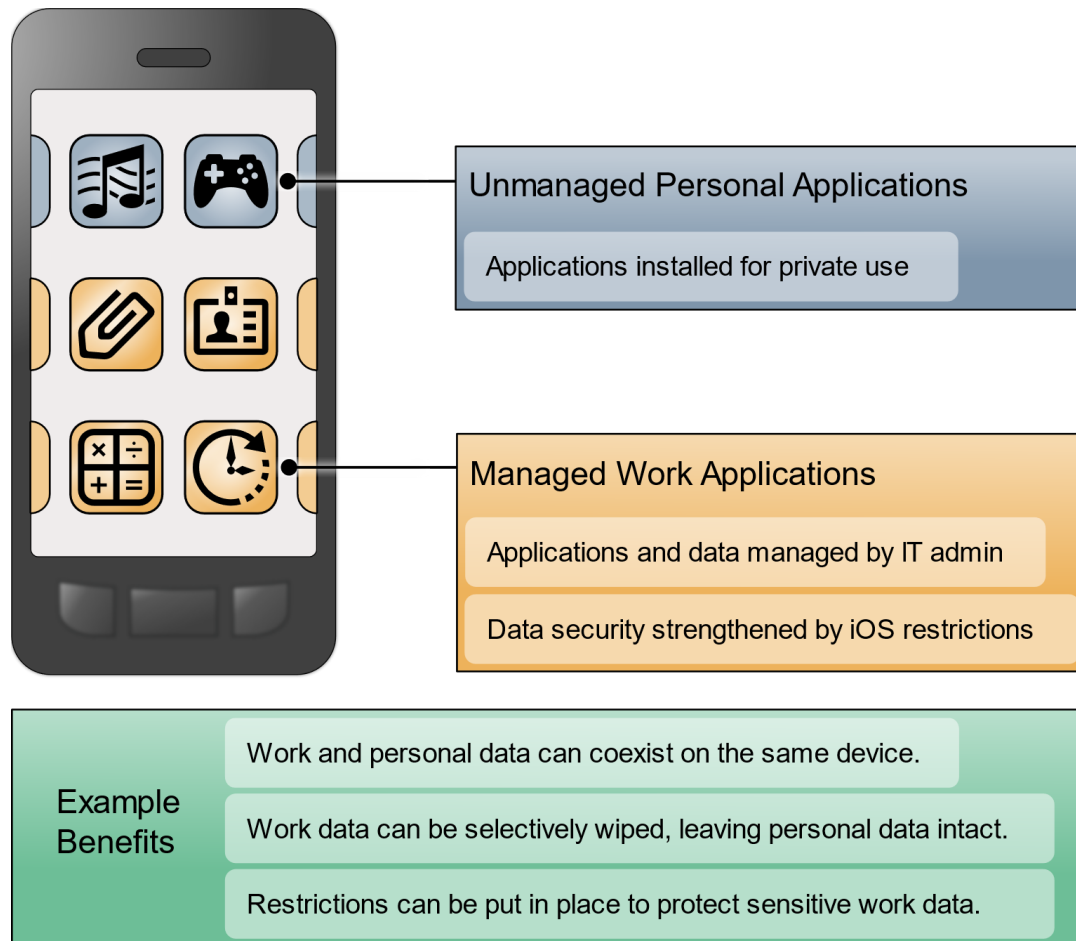 Unmanaged Personal Applications
Applications installed for private use
Managed Work Applications
Applications and data managed by IT admin
Data security strengthened by iOS restrictions
Example
Benefits
Work and personal data can coexist on the same device.
Work data can be selectively wiped, leaving personal data intact.
Restrictions can be put in place to protect sensitive work data.